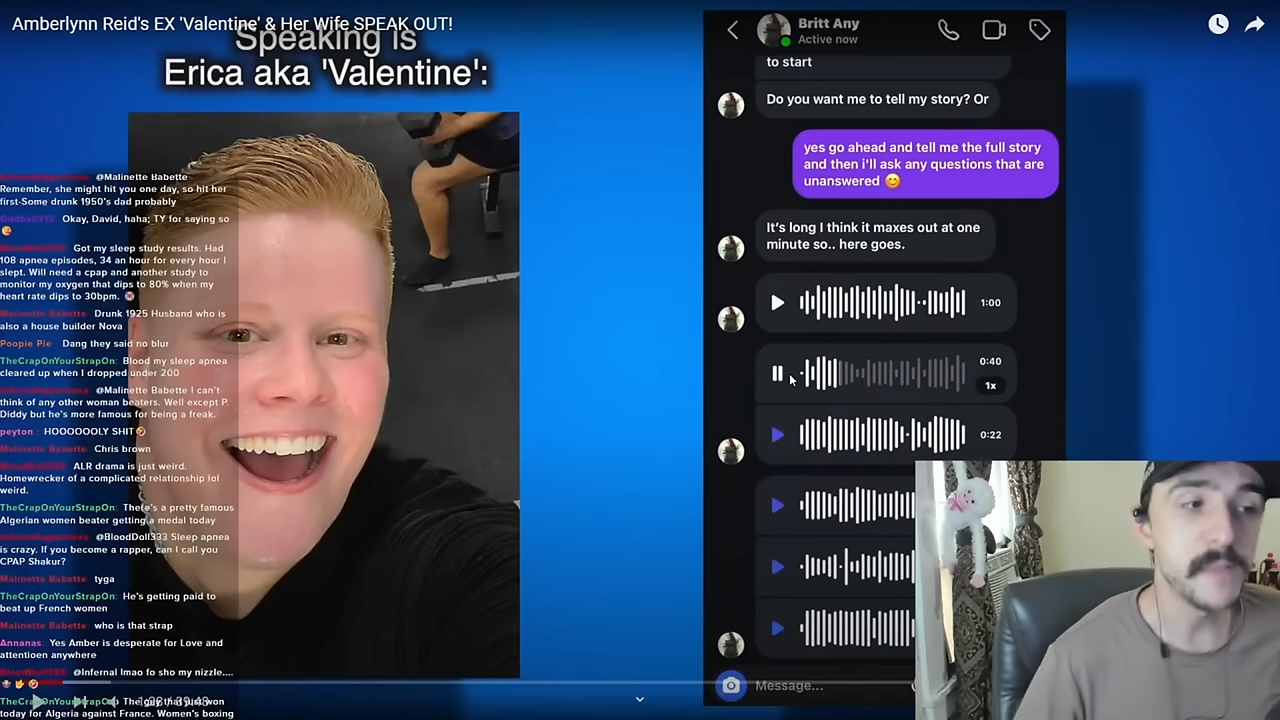 Amberlynn Reid's EX 'Valentine' & Her Wife SPEAK OUT!
Speaking is
Erica aka 'Valentine':
@Malinette Babette
Remember, she might hit you one day, so hit her
first-Some drunk 1950's dad probably
Oddball312 Okay, David, haha; TY for saying so
BloodDoll333 Got my sleep study results. Had
108 apnea episodes, 34 an hour for every hour I
slept. Will need a cpap and another study to
monitor my oxygen that dips to 80% when my
heart rate dips to 30bpm.
Malinette Babette Drunk 1925 Husband who is
also a house builder Nova
Poopie Pie Dang they said no blur
TheCrapOnYourStrapOn: Blood my sleep apnea
cleared up when I dropped under 200
@Malinette Babette I can't
think of any other woman beaters. Well except P.
Diddy but he's more famous for being a freak.
peyton: HOOOOOOLY SHIT
Malinette Babette: Chris brown
BloodDoll333 ALR drama is just weird.
Homewrecker of a complicated relationship lol
weird.
TheCrapOnYourStrapOn: There's a pretty famous
Algerian women beater getting a medal today
@BloodDoll333 Sleep apnea
is crazy. If you become a rapper, can I call you
CPAP Shakur?
Malinette Babette tyga
TheCrapOnYourStrapOn: He's getting paid to
beat up French women
Malinette Babette who is that strap
Annanas: Yes Amber is desperate for Love and
attentioen anywhere
@Infernal lmao fo sho my nizzle....
TheCrapOnYourStrapOn: The guy that just won
today for Algeria against France. Women's boxing
Britt Any
Active now
to start
Do you want me to tell my story? Or
yes go ahead and tell me the full story
and then i'll ask any questions that are
unanswered 😊
It's long I think it maxes out at one
minute so.. here goes.
1:00
0:40
1x
0:22
Message...